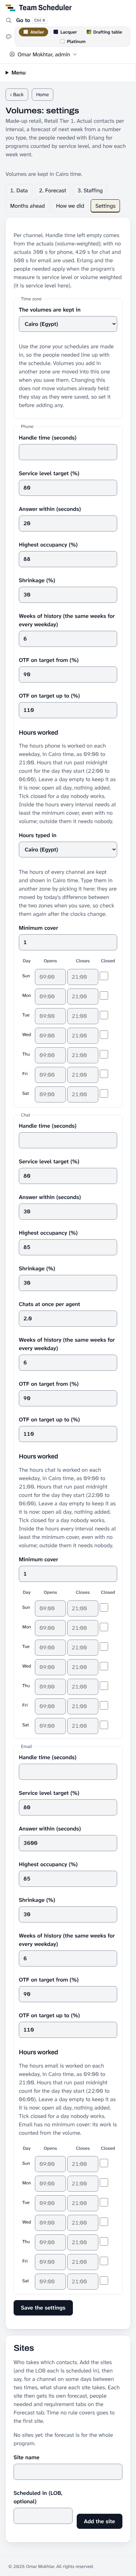 Team Scheduler
Go to Ctrl K
Atelier
Lacquer
Drafting table
Platinum
Omar Mokhtar, admin
Menu
‹ Back
Home
Volumes: settings
Made-up data, Retail Tier 1. Actual contacts
per interval, a forecast of next month's
volumes by interval from the history
you type, the people needed with Erlang for
programs covered by service level, and how each
week went.
Volumes are kept in Cairo time.
1. Data
2. Forecast
3. Staffing
Months ahead
How we did
Settings
Per channel. Handle time left empty comes
from the actuals (volume-weighted); with no
actuals either, 300 s for phone, 420 s for chat and
600 s for email. The service level targets
apply when the program's people requirement is
measure (it is service level or volume
Time zone
The volumes are kept in
Cairo (Egypt)
Use the zone your schedules are made
in, so the people needed line up with
the schedule. Volumes you add in
another zone are moved to this one
when you save them. Changing this
does not move volumes already here:
they stay as they were saved, so set it
before adding any.
Phone
Handle time (seconds)
Service level target (%)
80
Answer within (seconds)
20
Highest occupancy (%)
88
Shrinkage (%)
30
Weeks of history (the same weeks for
every weekday)
6
OTF on target from (%)
90
OTF on target up to (%)
110
Hours worked
The hours phone is worked on each
weekday, in Cairo time, as 09:00 to
21:00. Hours that run past midnight
count toward the day they start (22:00 to
06:00). Leave a day empty to keep it
as it is now: open all day, nothing added.
Tick closed for a day nobody works.
Inside the hours every interval needs at
least the minimum cover, even with no
volume; outside them it needs nobody.
Hours typed in
Cairo (Egypt)
The hours of every channel are kept
and shown in Cairo time. Type them in
another zone by picking it here: they are
moved by today's difference between
the two zones when you save, so check
them again after the clocks change.
Minimum cover
1
Day Opens Closes Closed
Sun 09:00 21:00
Mon 09:00 21:00
Tue 09:00 21:00
Wed 09:00 21:00
Thu 09:00 21:00
Fri 09:00 21:00
Sat 09:00 21:00
Chat
Handle time (seconds)
Service level target (%)
80
Answer within (seconds)
30
Highest occupancy (%)
85
Shrinkage (%)
30
Chats at once per agent
2.0
Weeks of history (the same weeks for
every weekday)
6
OTF on target from (%)
90
OTF on target up to (%)
110
Hours worked
The hours chat is worked on each
weekday, in Cairo time, as 09:00 to
21:00. Hours that run past midnight
count toward the day they start (22:00 to
06:00). Leave a day empty to keep it as
it is now: open all day, nothing added.
Tick closed for a day nobody works.
Inside the hours every interval needs at
least the minimum cover, even with no
volume; outside them it needs nobody.
Minimum cover
1
Day Opens Closes Closed
Sun 09:00 21:00
Mon 09:00 21:00
Tue 09:00 21:00
Wed 09:00 21:00
Thu 09:00 21:00
Fri 09:00 21:00
Sat 09:00 21:00
Email
Handle time (seconds)
Service level target (%)
80
Answer within (seconds)
3600
Highest occupancy (%)
85
Shrinkage (%)
30
Weeks of history (the same weeks for
every weekday)
6
OTF on target from (%)
90
OTF on target up to (%)
110
Hours worked
The hours email is worked on each
weekday, in Cairo time, as 09:00 to
21:00. Hours that run past midnight
count toward the day they start (22:00
to 06:00). Leave a day empty to keep it as it
is now: open all day, nothing added.
Tick closed for a day nobody works.
Email has no minimum cover: its work is
counted from the volume.
Day Opens Closes Closed
Sun 09:00 21:00
Mon 09:00 21:00
Tue 09:00 21:00
Wed 09:00 21:00
Thu 09:00 21:00
Fri 09:00 21:00
Sat 09:00 21:00
Save the settings
Sites
Who takes which contacts. Add the sites
(and the LOB each is scheduled in), then
say, for a channel on some days between
two times, what share each site takes. Each
site then gets its own forecast, people
needed and requirement tabs on the
Forecast tab. Time no rule covers goes to
the first site.
No sites yet: the forecast is for the whole
program.
Site name
Scheduled in (LOB,
optional)
Add the site
© 2026 Omar Mokhtar. All rights reserved.